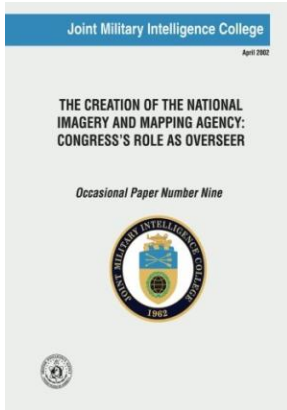 Joint Military Intelligence College
April 2002
THE CREATION OF THE NATIONAL
IMAGERY AND MAPPING AGENCY:
CONGRESS'S ROLE AS OVERSEER
Occasional Paper Number Nine
JOINT MILITARY INTELLIGENCE COLLEGE
1962